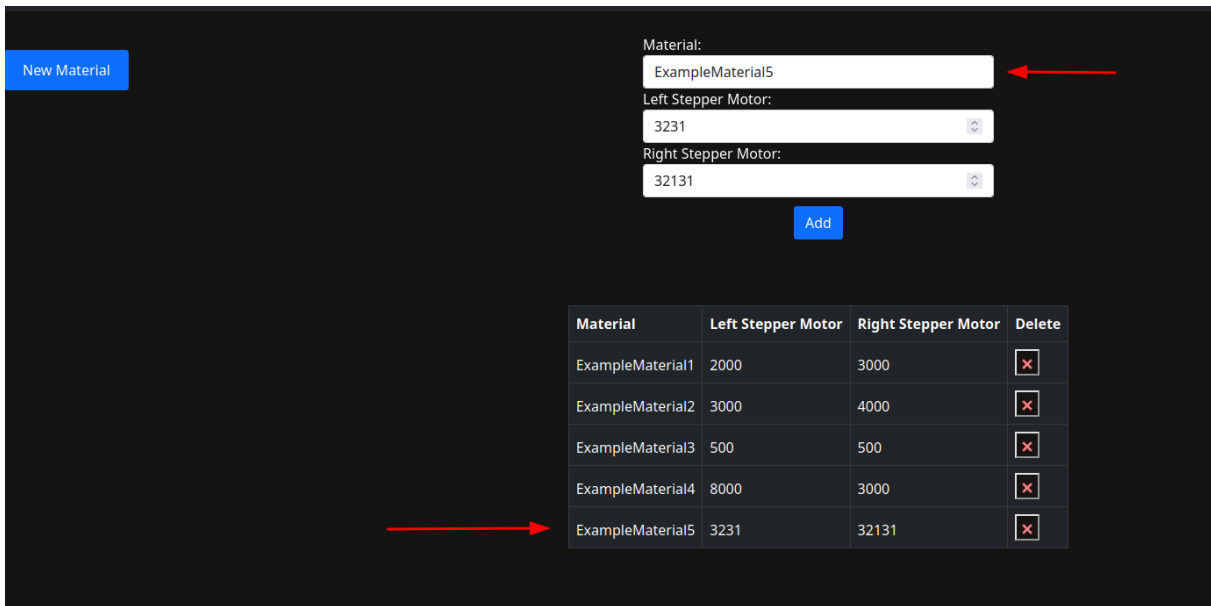 New Material
Material:
ExampleMaterial5
Left Stepper Motor:
3231
Right Stepper Motor:
32131
Add
Material Left Stepper Motor Right Stepper Motor Delete
ExampleMaterial1 2000 3000
ExampleMaterial2 3000 4000
ExampleMaterial3 500 500
ExampleMaterial4 8000 3000
ExampleMaterial5 3231 32131